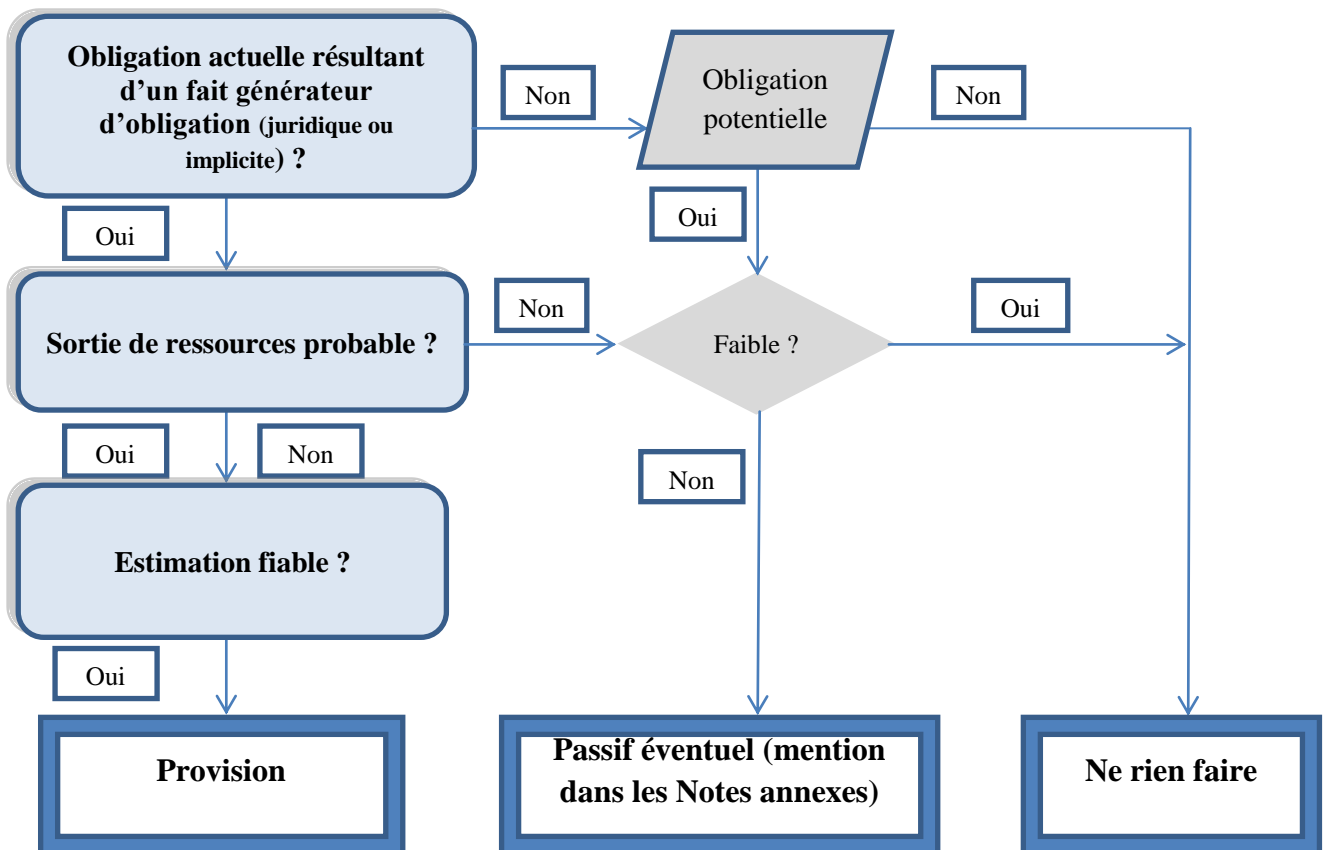 Obligation actuelle résultant
d’un fait générateur
d’obligation (juridique ou
implicite) ?
Non
Obligation
potentielle
Non
Oui
Oui
Sortie de ressources probable ?
Non
Faible ?
Oui
Oui
Non
Non
Estimation fiable ?
Oui
Provision
Passif éventuel (mention
dans les Notes annexes)
Ne rien faire